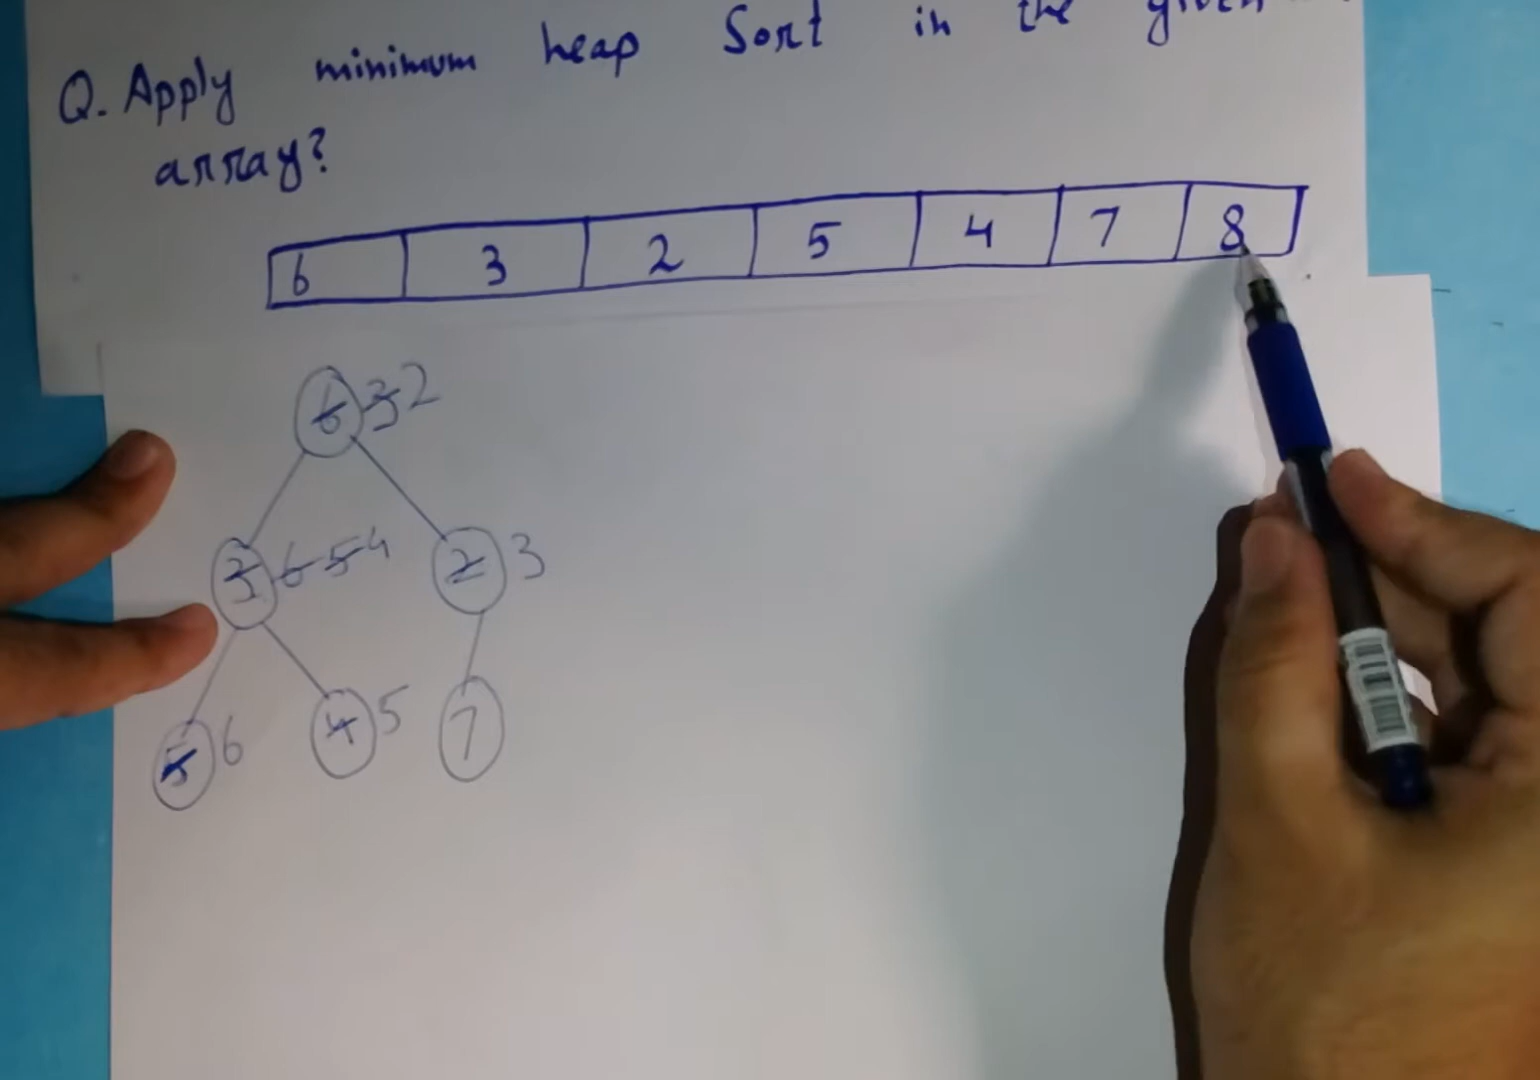 Q. Apply minimum heap Sort in the given
array?
6 3 2 5 4 7 8
6 3 2
3 6 5 4 2 3
5 6 4 5 7